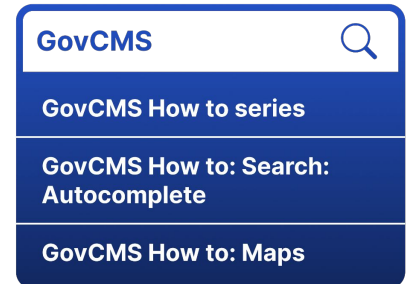 GovCMS
GovCMS How to series
GovCMS How to: Search:
Autocomplete
GovCMS How to: Maps